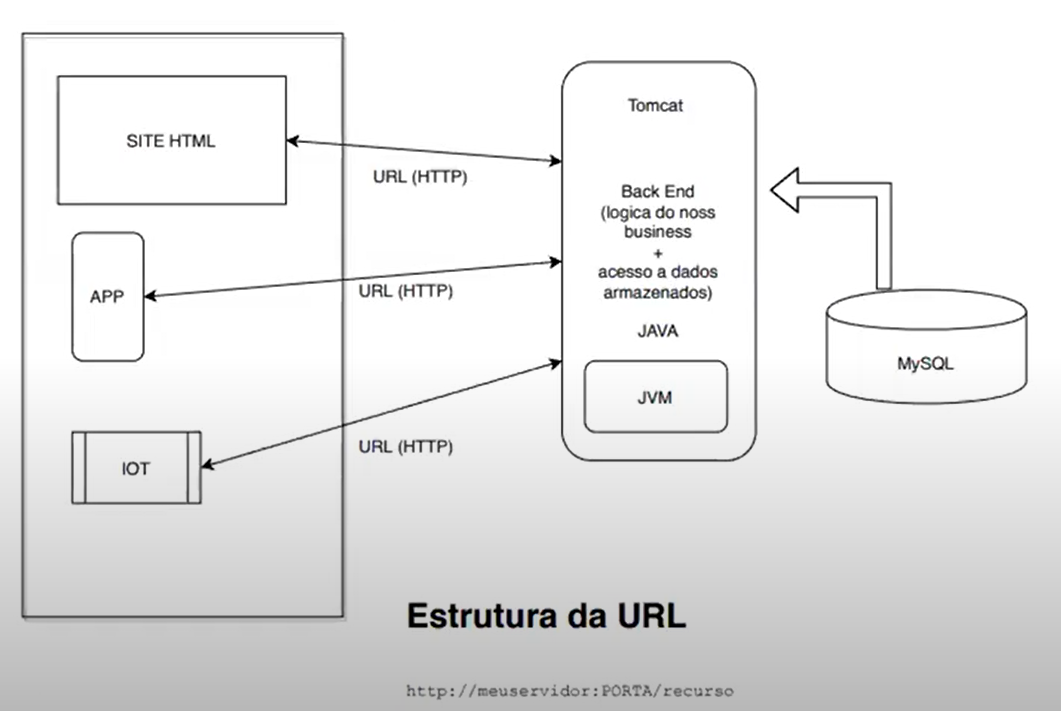 SITE HTML
URL (HTTP)
APP
URL (HTTP)
IOT
URL (HTTP)
Tomcat
Back End
(logica do noss
business
+
acesso a dados
armazenados)
JAVA
JVM
MySQL
Estrutura da URL
http://meuservidor:PORTA/recurso